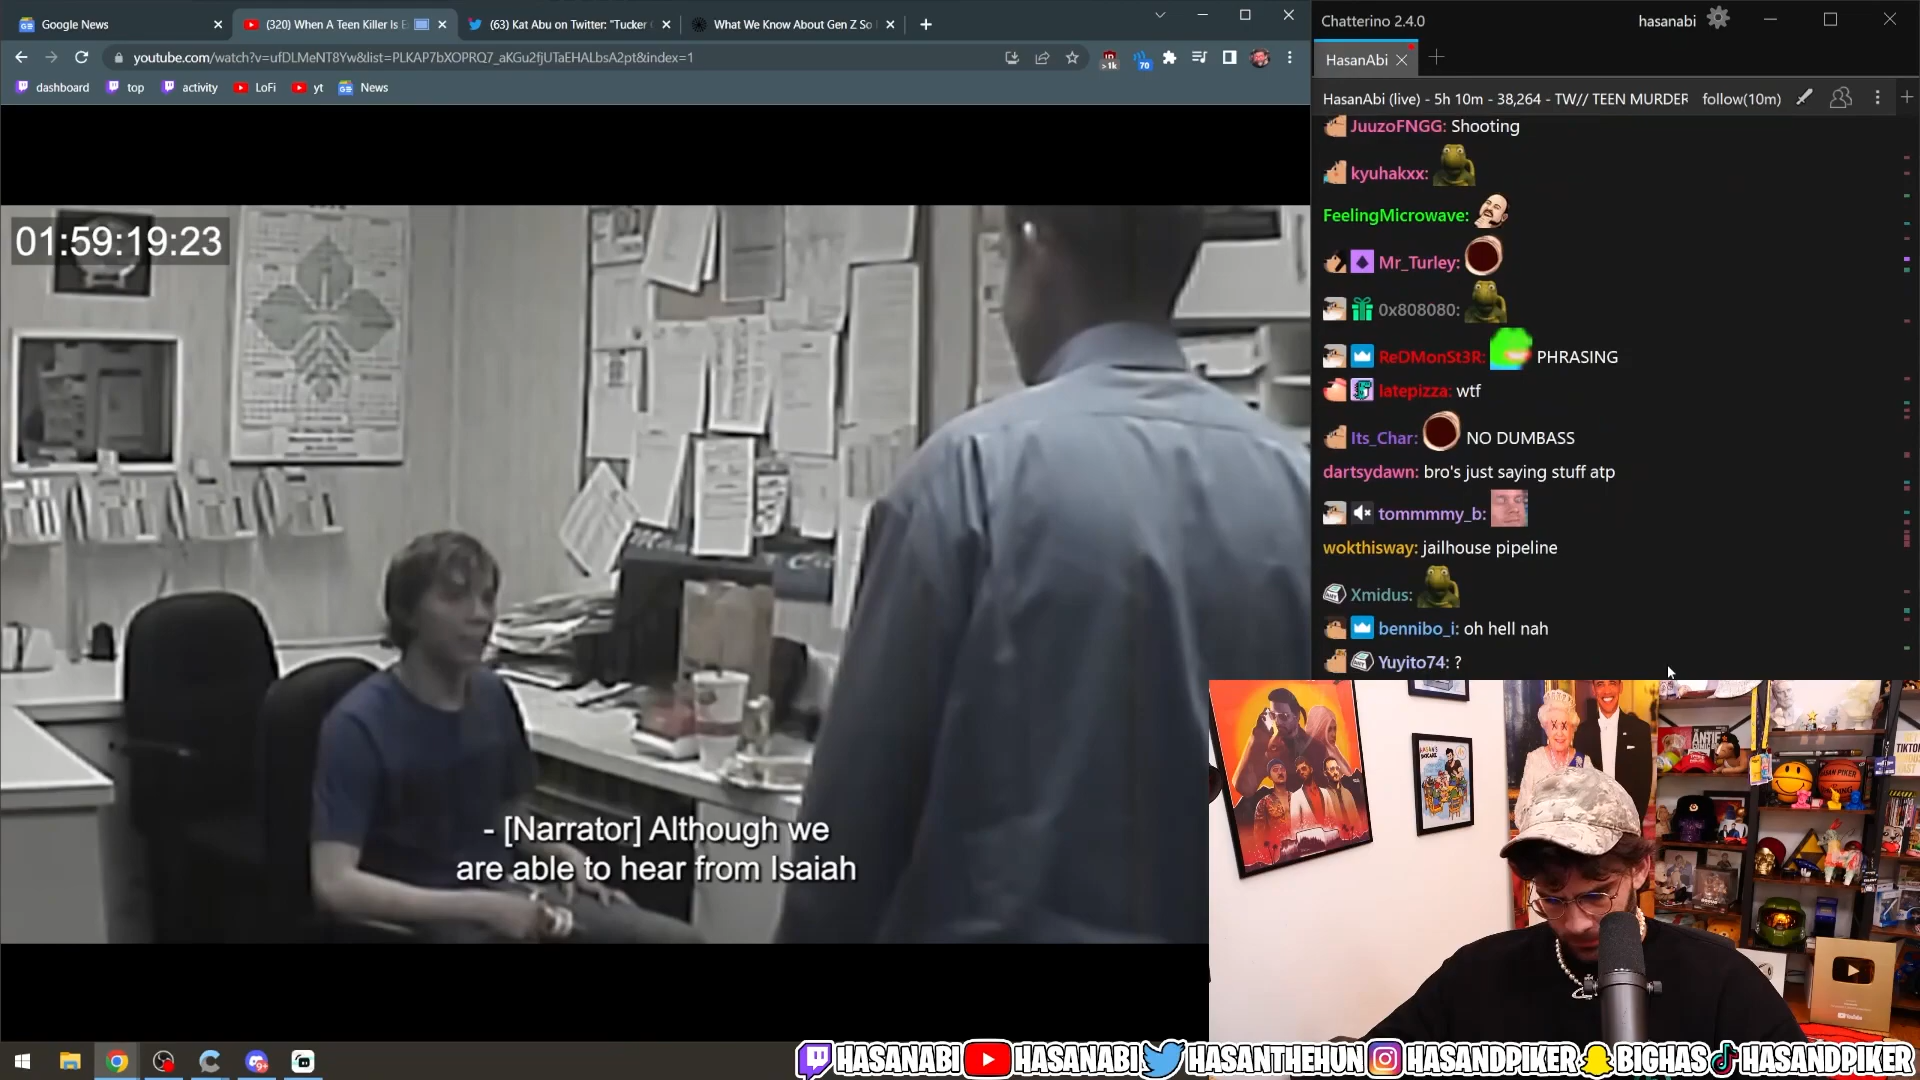 Google News
(320) When A Teen Killer Is E
(63) Kat Abu on Twitter: "Tucker C
What We Know About Gen Z So
youtube.com/watch?v=ufDLMeNT8Yw&list=PLKAP7bXOPRQ7_aKGu2fjUTaEHALbsA2pt&index=1
>1k
70
dashboard
top
activity
LoFi
yt
News
01:59:19:23
- [Narrator] Although we
are able to hear from Isaiah
Chatterino 2.4.0
hasanabi
HasanAbi
HasanAbi (live) - 5h 10m - 38,264 - TW// TEEN MURDER
follow(10m)
JuuzoFNGG: Shooting
kyuhakxx:
FeelingMicrowave:
Mr_Turley:
0x808080:
ReDMonSt3R: PHRASING
latepizza: wtf
Its_Char: NO DUMBASS
dartsydawn: bro's just saying stuff atp
tommmmy_b:
wokthisway: jailhouse pipeline
Xmidus:
bennibo_i: oh hell nah
Yuyito74: ?
HASANABI HASANABI HASANTHEHUN HASANDPIKER BIGHAS HASANDPIKER